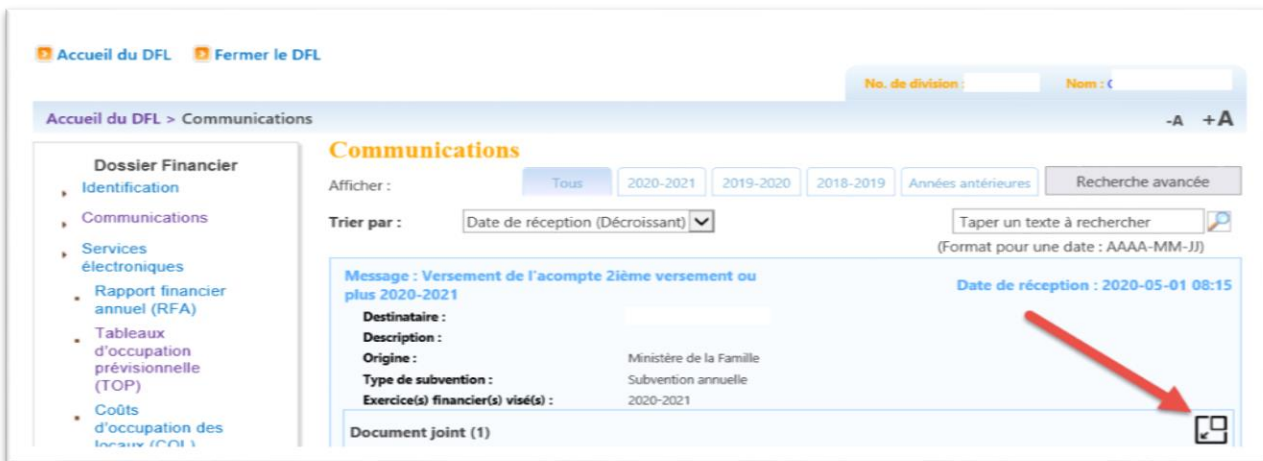 Accueil du DFL Fermer le DFL
No. de division : Nom :
Accueil du DFL > Communications -A +A
Dossier Financier
Identification
Communications
Services
électroniques
Rapport financier
annuel (RFA)
Tableaux
d'occupation
prévisionnelle
(TOP)
Coûts
d'occupation des
locaux (COL)
Communications
Afficher : Tous 2020-2021 2019-2020 2018-2019 Années antérieures Recherche avancée
Trier par : Date de réception (Décroissant) Taper un texte à rechercher
(Format pour une date : AAAA-MM-JJ)
Message : Versement de l'acompte 2ième versement ou
plus 2020-2021
Date de réception : 2020-05-01 08:15
Destinataire :
Description :
Origine : Ministère de la Famille
Type de subvention : Subvention annuelle
Exercice(s) financier(s) visé(s) : 2020-2021
Document joint (1)